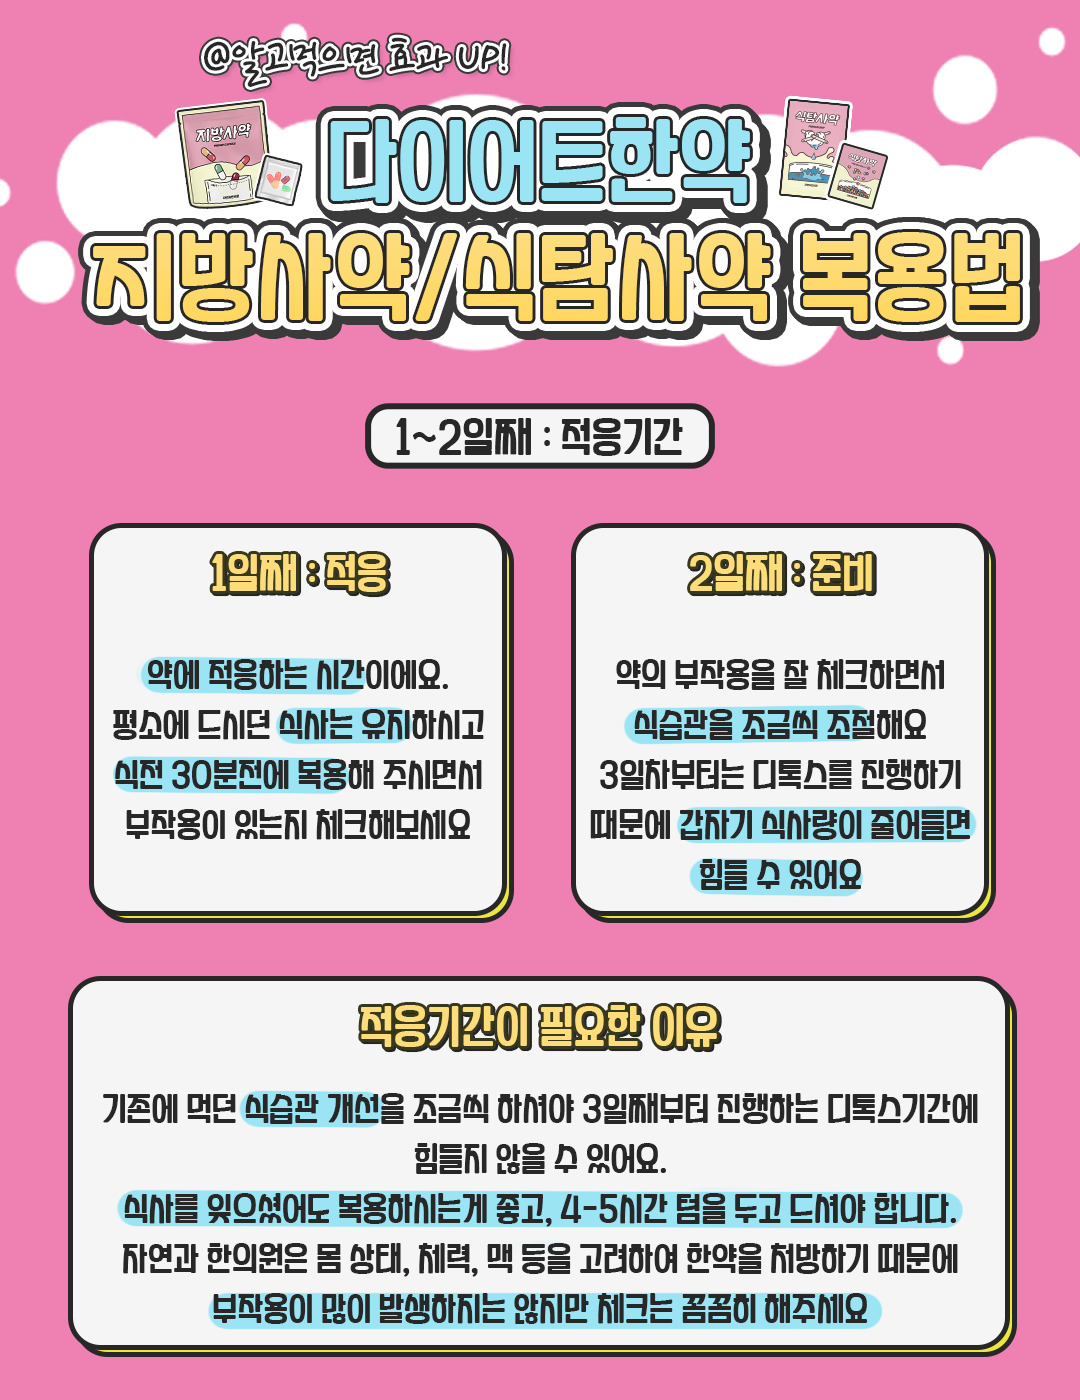 @알고먹으면 효과 UP!
지방사약
다이어트한약
식탐사약
식탐사약
지방사약/식탐사약 복용법
1~2일째 : 적응기간
1일째 : 적응
약에 적응하는 시간이에요.
평소에 드시던 식사는 유지하시고
식전 30분전에 복용해 주시면서
부작용이 있는지 체크해보세요
2일째 : 준비
약의 부작용을 잘 체크하면서
식습관을 조금씩 조절해요
3일차부터는 디톡스를 진행하기
때문에 갑자기 식사량이 줄어들면
힘들 수 있어요
적응기간이 필요한 이유
기존에 먹던 식습관 개선을 조금씩 하셔야 3일째부터 진행하는 디톡스기간에
힘들지 않을 수 있어요.
식사를 잊으셨어도 복용하시는게 좋고, 4-5시간 텀을 두고 드셔야 합니다.
자연과 한의원은 몸 상태, 체력, 맥 등을 고려하여 한약을 처방하기 때문에
부작용이 많이 발생하지는 않지만 체크는 꼼꼼히 해주세요